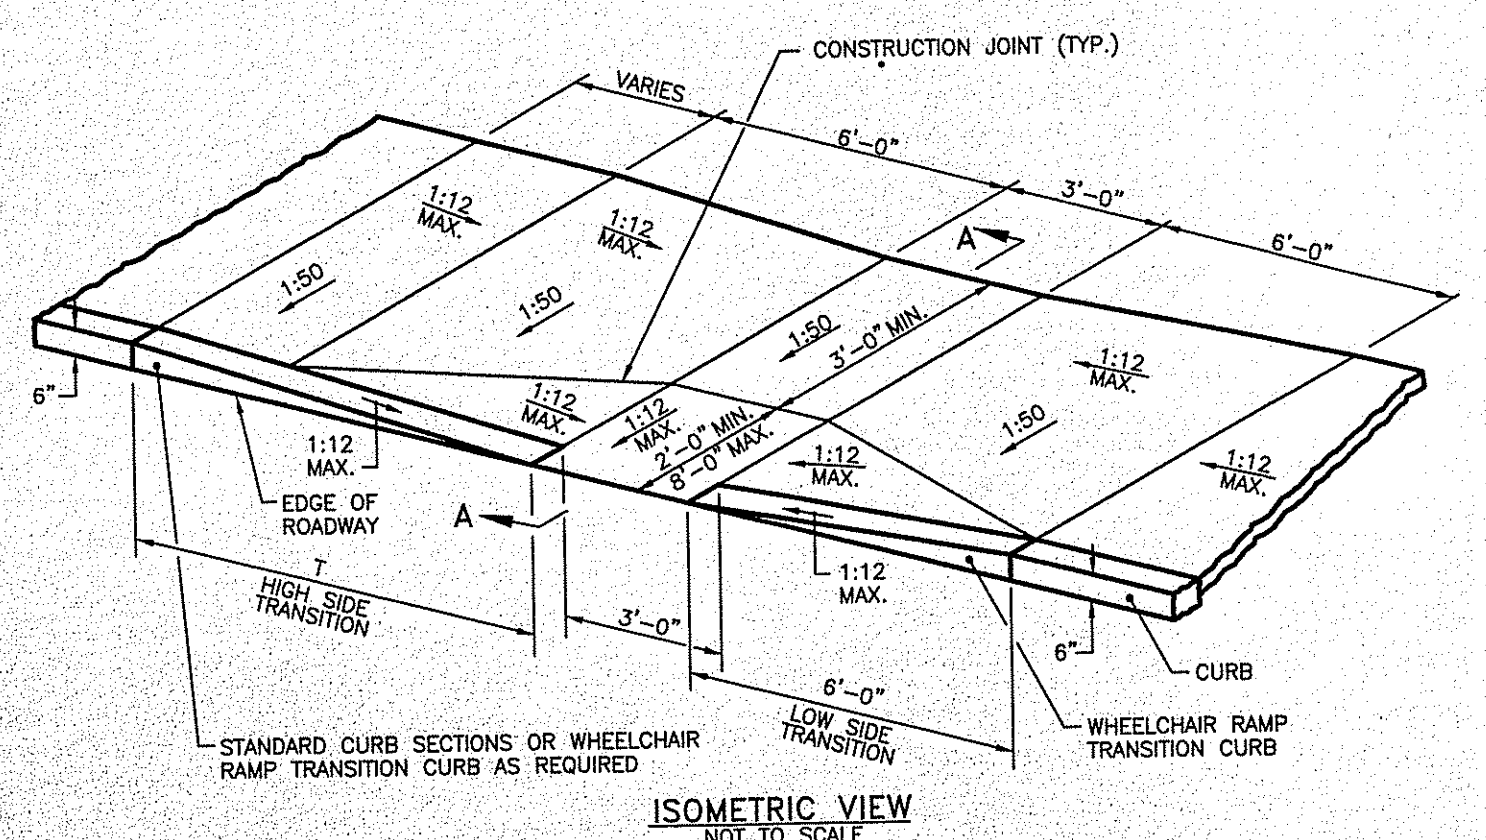 CONSTRUCTION JOINT (TYP.)
VARIES
6'-0"
3'-0"
6'-0"
A
1:12
MAX.
1:12
MAX.
1:50
1:50
1:50
3'-0" MIN.
1:12
MAX.
1:50
1:12
MAX.
6"
1:12
MAX.
1:12
MAX.
2'-0" MIN.
8'-0" MAX.
1:12
MAX.
1:12
MAX.
EDGE OF
ROADWAY
A
T
HIGH SIDE
TRANSITION
3'-0"
1:12
MAX.
6"
CURB
6'-0"
LOW SIDE
TRANSITION
WHEELCHAIR RAMP
TRANSITION CURB
STANDARD CURB SECTIONS OR WHEELCHAIR
RAMP TRANSITION CURB AS REQUIRED
ISOMETRIC VIEW
NOT TO SCALE